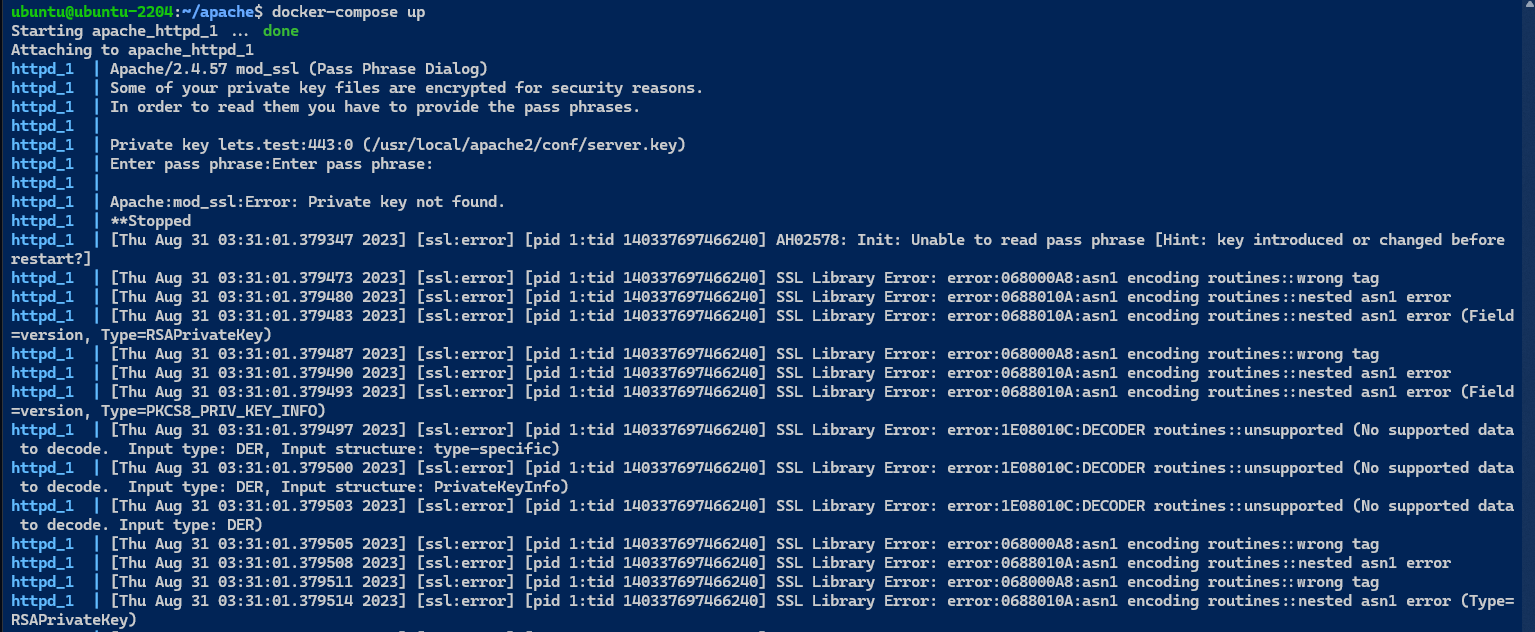 ubuntu@ubuntu-2204:~/apache$ docker-compose up
Starting apache_httpd_1 ... done
Attaching to apache_httpd_1
httpd_1  | Apache/2.4.57 mod_ssl (Pass Phrase Dialog)
httpd_1  | Some of your private key files are encrypted for security reasons.
httpd_1  | In order to read them you have to provide the pass phrases.
httpd_1  |
httpd_1  | Private key lets.test:443:0 (/usr/local/apache2/conf/server.key)
httpd_1  | Enter pass phrase:Enter pass phrase:
httpd_1  |
httpd_1  | Apache:mod_ssl:Error: Private key not found.
httpd_1  | **Stopped
httpd_1  | [Thu Aug 31 03:31:01.379347 2023] [ssl:error] [pid 1:tid 140337697466240] AH02578: Init: Unable to read pass phrase [Hint: key introduced or changed before
restart?]
httpd_1  | [Thu Aug 31 03:31:01.379473 2023] [ssl:error] [pid 1:tid 140337697466240] SSL Library Error: error:068000A8:asn1 encoding routines::wrong tag
httpd_1  | [Thu Aug 31 03:31:01.379480 2023] [ssl:error] [pid 1:tid 140337697466240] SSL Library Error: error:0688010A:asn1 encoding routines::nested asn1 error
httpd_1  | [Thu Aug 31 03:31:01.379483 2023] [ssl:error] [pid 1:tid 140337697466240] SSL Library Error: error:0688010A:asn1 encoding routines::nested asn1 error (Field
=version, Type=RSAPrivateKey)
httpd_1  | [Thu Aug 31 03:31:01.379487 2023] [ssl:error] [pid 1:tid 140337697466240] SSL Library Error: error:068000A8:asn1 encoding routines::wrong tag
httpd_1  | [Thu Aug 31 03:31:01.379490 2023] [ssl:error] [pid 1:tid 140337697466240] SSL Library Error: error:0688010A:asn1 encoding routines::nested asn1 error
httpd_1  | [Thu Aug 31 03:31:01.379493 2023] [ssl:error] [pid 1:tid 140337697466240] SSL Library Error: error:0688010A:asn1 encoding routines::nested asn1 error (Field
=version, Type=PKCS8_PRIV_KEY_INFO)
httpd_1  | [Thu Aug 31 03:31:01.379497 2023] [ssl:error] [pid 1:tid 140337697466240] SSL Library Error: error:1E08010C:DECODER routines::unsupported (No supported data
 to decode.  Input type: DER, Input structure: type-specific)
httpd_1  | [Thu Aug 31 03:31:01.379500 2023] [ssl:error] [pid 1:tid 140337697466240] SSL Library Error: error:1E08010C:DECODER routines::unsupported (No supported data
 to decode.  Input type: DER, Input structure: PrivateKeyInfo)
httpd_1  | [Thu Aug 31 03:31:01.379503 2023] [ssl:error] [pid 1:tid 140337697466240] SSL Library Error: error:1E08010C:DECODER routines::unsupported (No supported data
 to decode. Input type: DER)
httpd_1  | [Thu Aug 31 03:31:01.379505 2023] [ssl:error] [pid 1:tid 140337697466240] SSL Library Error: error:068000A8:asn1 encoding routines::wrong tag
httpd_1  | [Thu Aug 31 03:31:01.379508 2023] [ssl:error] [pid 1:tid 140337697466240] SSL Library Error: error:0688010A:asn1 encoding routines::nested asn1 error
httpd_1  | [Thu Aug 31 03:31:01.379511 2023] [ssl:error] [pid 1:tid 140337697466240] SSL Library Error: error:068000A8:asn1 encoding routines::wrong tag
httpd_1  | [Thu Aug 31 03:31:01.379514 2023] [ssl:error] [pid 1:tid 140337697466240] SSL Library Error: error:0688010A:asn1 encoding routines::nested asn1 error (Type=
RSAPrivateKey)